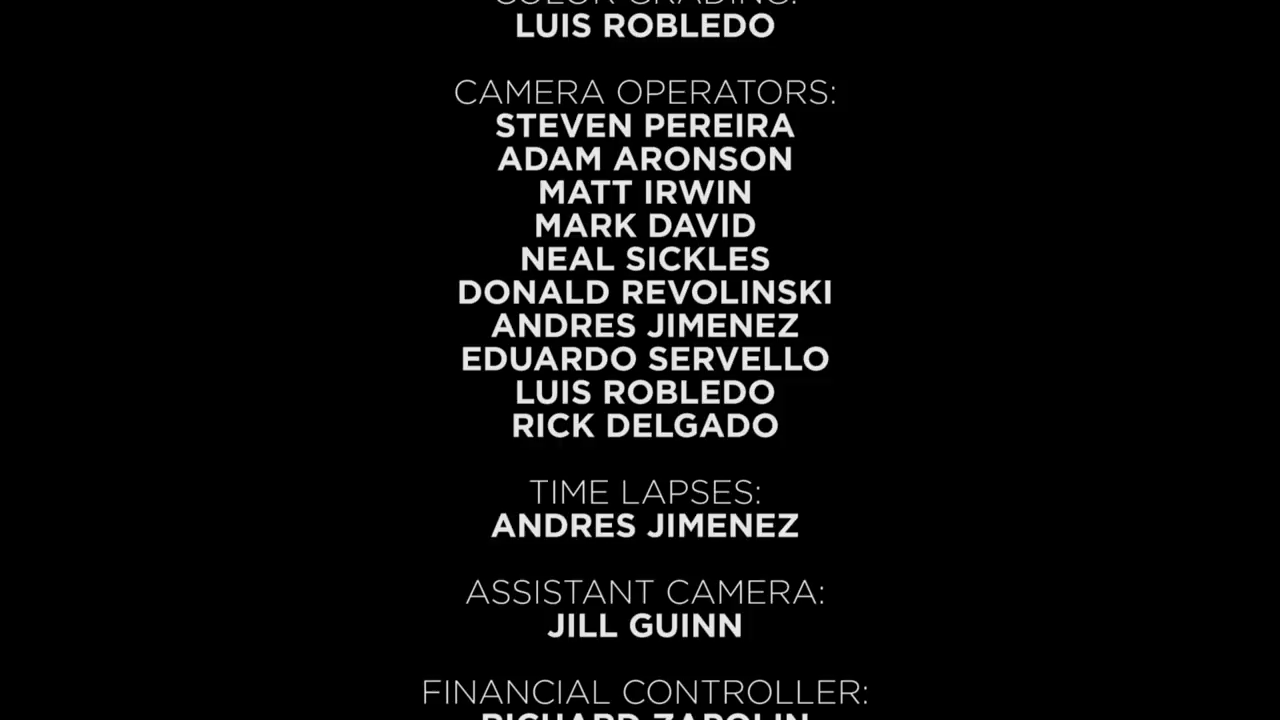 COLOR GRADING:
LUIS ROBLEDO
CAMERA OPERATORS:
STEVEN PEREIRA
ADAM ARONSON
MATT IRWIN
MARK DAVID
NEAL SICKLES
DONALD REVOLINSKI
ANDRES JIMENEZ
EDUARDO SERVELLO
LUIS ROBLEDO
RICK DELGADO
TIME LAPSES:
ANDRES JIMENEZ
ASSISTANT CAMERA:
JILL GUINN
FINANCIAL CONTROLLER:
RICHARD ZAPOLIN